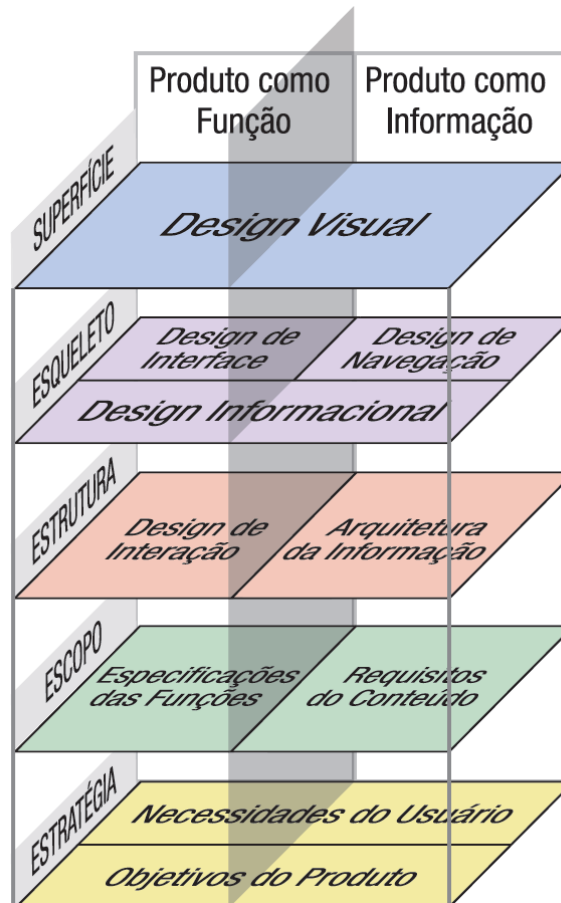 Produto como
Função
Produto como
Informação
SUPERFÍCIE
Design Visual
ESQUELETO
Design de
Interface
Design de
Navegação
Design Informacional
ESTRUTURA
Design de
Interação
Arquitetura
da Informação
ESCOPO
Especificações
das Funções
Requisitos
do Conteúdo
ESTRATÉGIA
Necessidades do Usuário
Objetivos do Produto